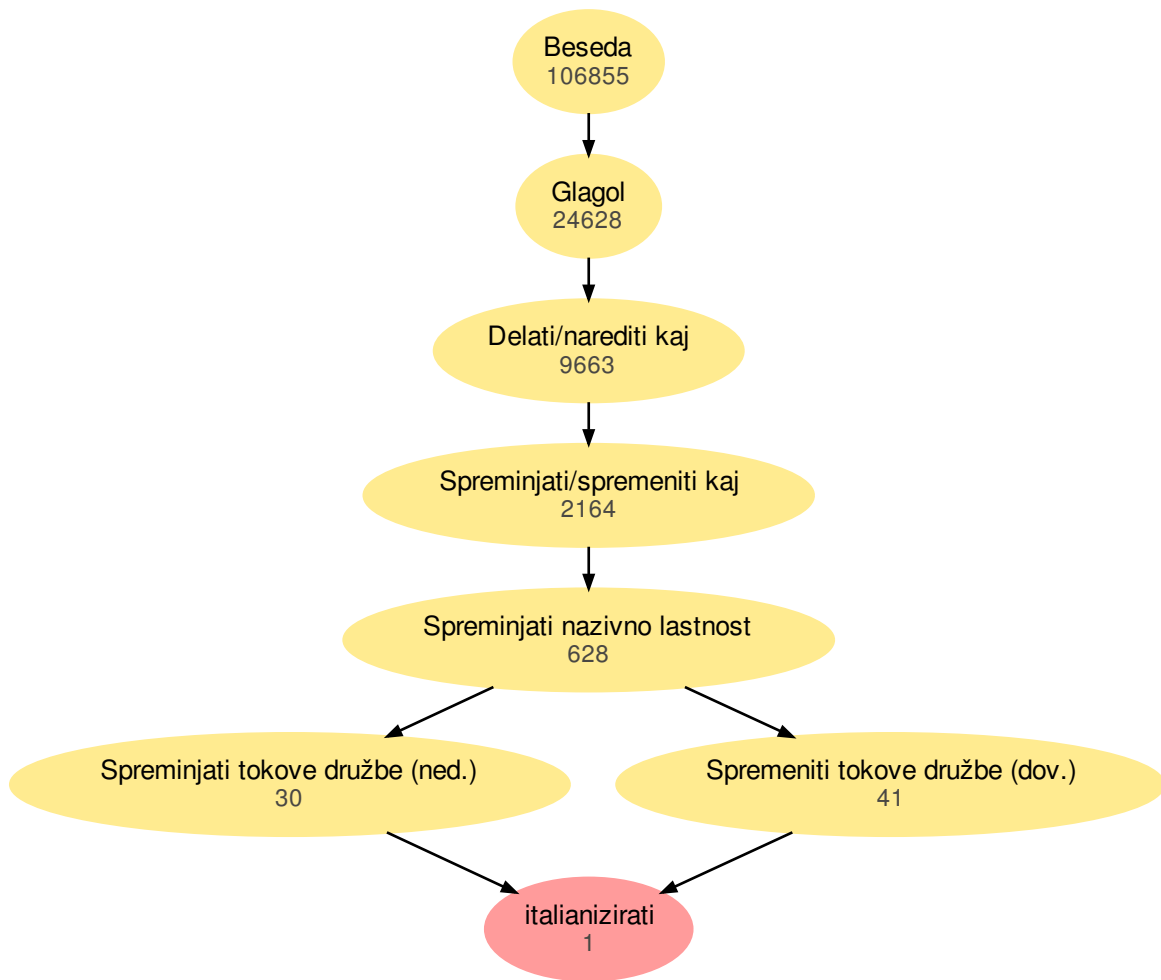 Beseda
106855
Glagol
24628
Delati/narediti kaj
9663
Spreminjati/spremeniti kaj
2164
Spreminjati nazivno lastnost
628
Spreminjati tokove družbe (ned.)
30
Spremeniti tokove družbe (dov.)
41
italianizirati
1